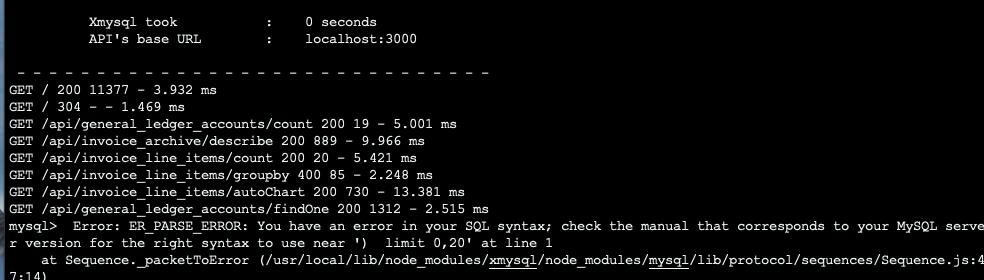 Xmysql took : 0 seconds
API's base URL : localhost:3000
- - - - - - - - - - - - - - - - - - - - - - - - - - - - - -
GET / 200 11377 - 3.932 ms
GET / 304 - - 1.469 ms
GET /api/general_ledger_accounts/count 200 19 - 5.001 ms
GET /api/invoice_archive/describe 200 889 - 9.966 ms
GET /api/invoice_line_items/count 200 20 - 5.421 ms
GET /api/invoice_line_items/groupby 400 85 - 2.248 ms
GET /api/invoice_line_items/autoChart 200 730 - 13.381 ms
GET /api/general_ledger_accounts/findOne 200 1312 - 2.515 ms
mysql> Error: ER_PARSE_ERROR: You have an error in your SQL syntax; check the manual that corresponds to your MySQL serve
r version for the right syntax to use near ')  limit 0,20' at line 1
at Sequence._packetToError (/usr/local/lib/node_modules/xmysql/node_modules/mysql/lib/protocol/sequences/Sequence.js:4
7:14)